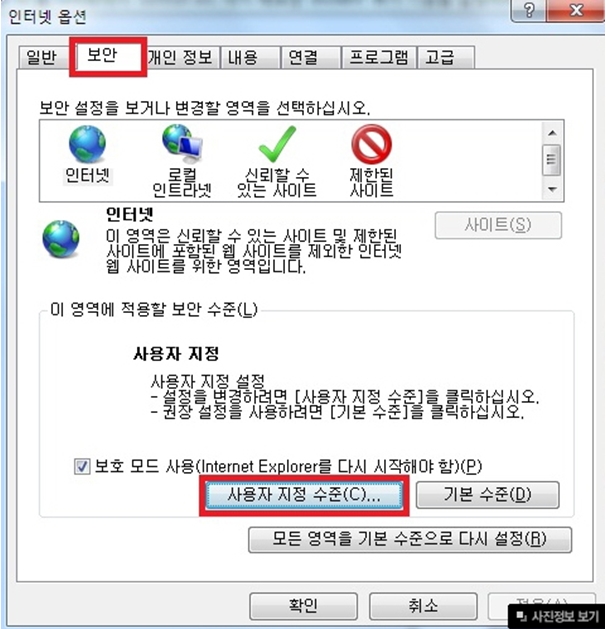 인터넷 옵션
일반 보안 개인 정보 내용 연결 프로그램 고급
보안 설정을 보거나 변경할 영역을 선택하십시오.
인터넷
로컬
인트라넷
신뢰할 수
있는 사이트
제한된
사이트
인터넷
이 영역은 신뢰할 수 있는 사이트 및 제한된
사이트에 포함된 웹 사이트를 제외한 인터넷
웹 사이트를 위한 영역입니다.
사이트(S)
이 영역에 적용할 보안 수준(L)
사용자 지정
사용자 지정 설정
- 설정을 변경하려면 [사용자 지정 수준]을 클릭하십시오.
- 권장 설정을 사용하려면 [기본 수준]을 클릭하십시오.
보호 모드 사용(Internet Explorer를 다시 시작해야 함)(P)
사용자 지정 수준(C)... 기본 수준(D)
모든 영역을 기본 수준으로 다시 설정(R)
확인 취소
사진정보 보기